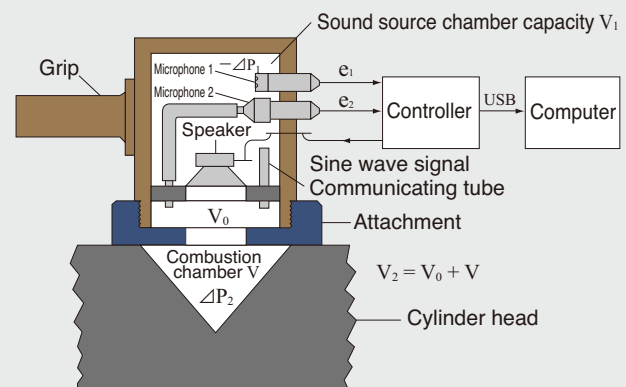 Sound source chamber capacity V₁
Grip
Microphone 1
−⊿P₁
Microphone 2
e₁
e₂
Controller
USB
Computer
Speaker
Sine wave signal
Communicating tube
V₀
Attachment
Combustion
chamber V
⊿P₂
V₂ = V₀ + V
Cylinder head